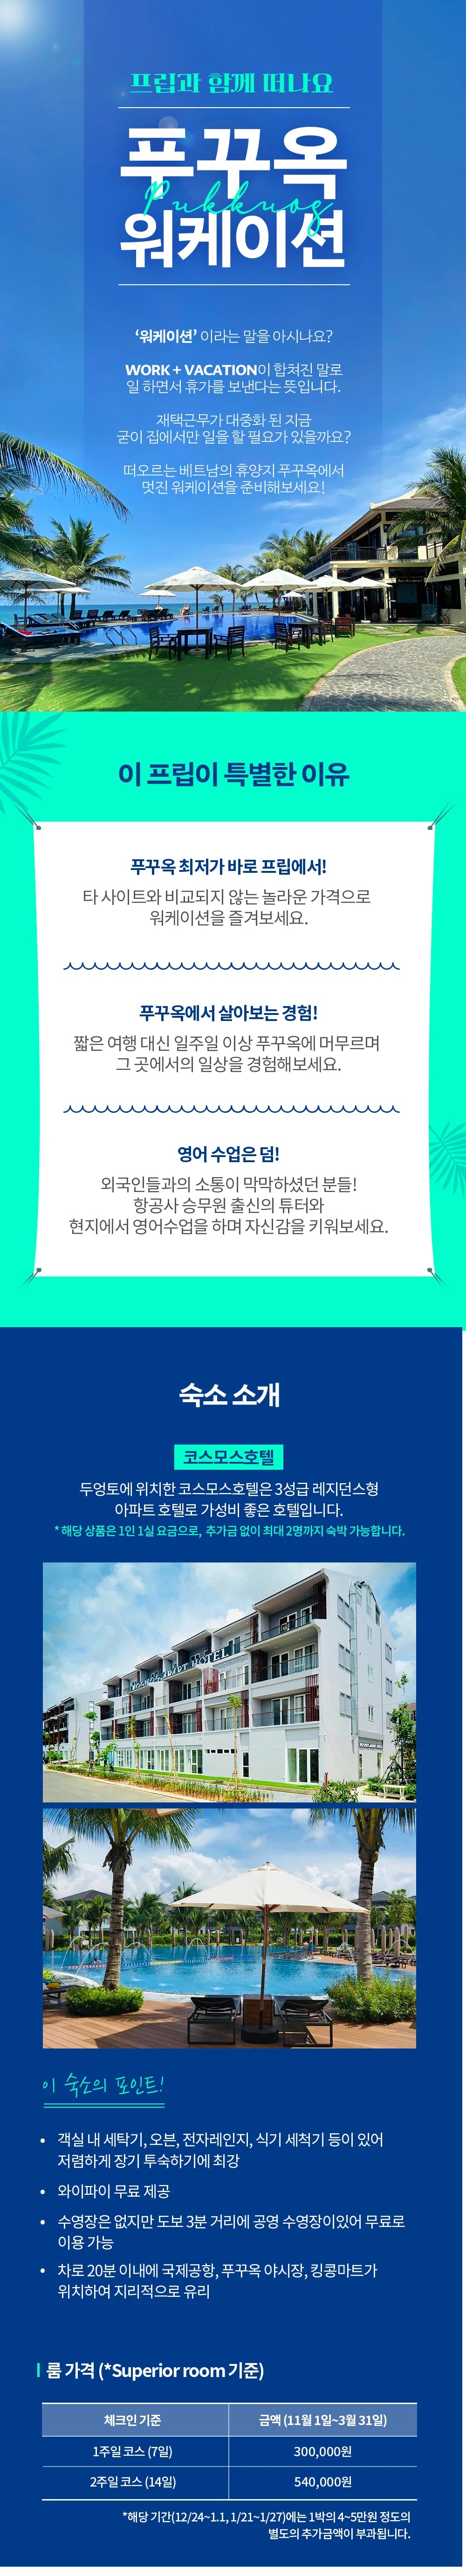 프립과 함께 떠나요
푸꾸옥
Pukkuog
워케이션
‘워케이션’ 이라는 말을 아시나요?
WORK + VACATION이 합쳐진 말로
일 하면서 휴가를 보낸다는 뜻입니다.
재택근무가 대중화 된 지금
굳이 집에서만 일을 할 필요가 있을까요?
떠오르는 베트남의 휴양지 푸꾸옥에서
멋진 워케이션을 준비해보세요!
이 프립이 특별한 이유
푸꾸옥 최저가 바로 프립에서!
타 사이트와 비교되지 않는 놀라운 가격으로
워케이션을 즐겨보세요.
푸꾸옥에서 살아보는 경험!
짧은 여행 대신 일주일 이상 푸꾸옥에 머무르며
그 곳에서의 일상을 경험해보세요.
영어 수업은 덤!
외국인들과의 소통이 막막하셨던 분들!
항공사 승무원 출신의 튜터와
현지에서 영어수업을 하며 자신감을 키워보세요.
숙소 소개
코스모스호텔
두엉토에 위치한 코스모스호텔은 3성급 레지던스형
아파트 호텔로 가성비 좋은 호텔입니다.
* 해당 상품은 1인 1실 요금으로, 추가금 없이 최대 2명까지 숙박 가능합니다.
HOTEL
이 숙소의 포인트!
• 객실 내 세탁기, 오븐, 전자레인지, 식기 세척기 등이 있어
저렴하게 장기 투숙하기에 최강
• 와이파이 무료 제공
• 수영장은 없지만 도보 3분 거리에 공영 수영장이있어 무료로
이용 가능
• 차로 20분 이내에 국제공항, 푸꾸옥 야시장, 킹콩마트가
위치하여 지리적으로 유리
룸 가격 (*Superior room 기준)
체크인 기준 금액 (11월 1일~3월 31일)
1주일 코스 (7일) 300,000원
2주일 코스 (14일) 540,000원
*해당 기간(12/24~1.1, 1/21~1/27)에는 1박의 4~5만원 정도의
별도의 추가금액이 부과됩니다.